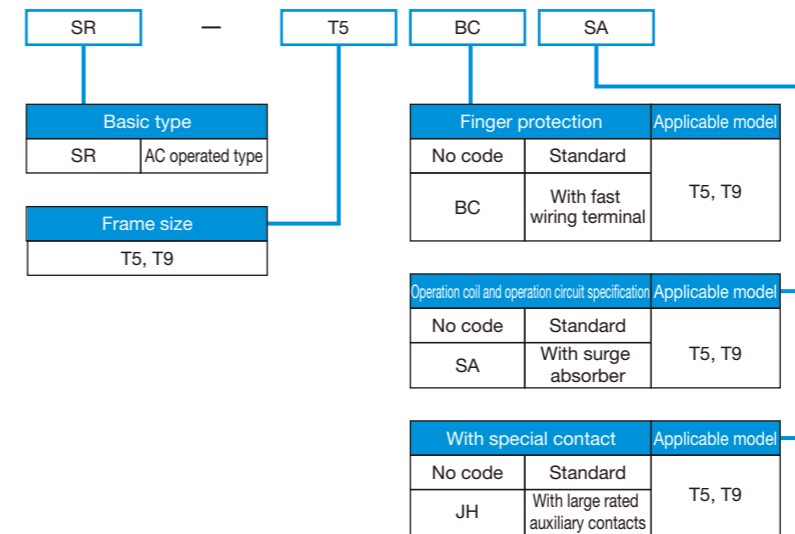 SR — T5 BC SA
Basic type
SR AC operated type
Frame size
T5, T9
Finger protection Applicable model
No code Standard
BC With fast
wiring terminal
T5, T9
Operation coil and operation circuit specification Applicable model
No code Standard
SA With surge
absorber
T5, T9
With special contact Applicable model
No code Standard
JH With large rated
auxiliary contacts
T5, T9